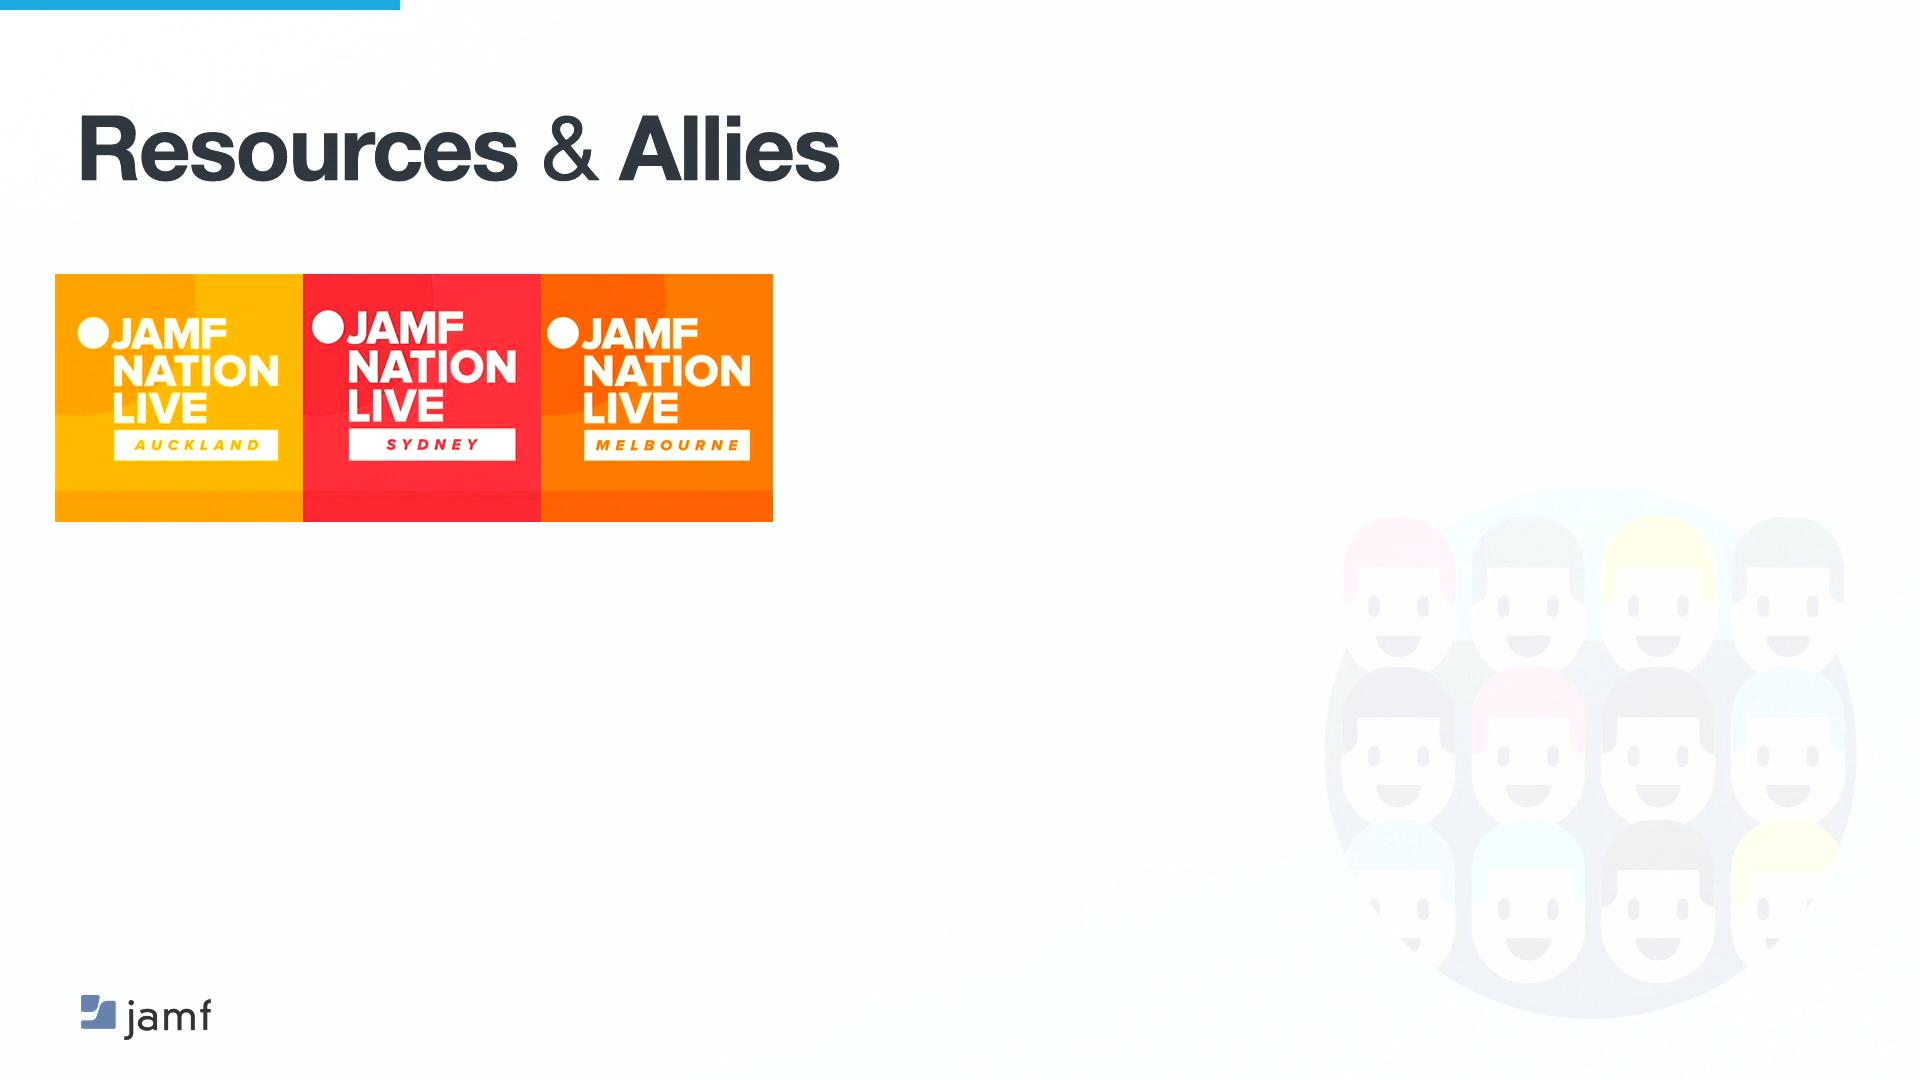 Resources & Allies
JAMF
NATION
LIVE
AUCKLAND
JAMF
NATION
LIVE
SYDNEY
JAMF
NATION
LIVE
MELBOURNE
jamf